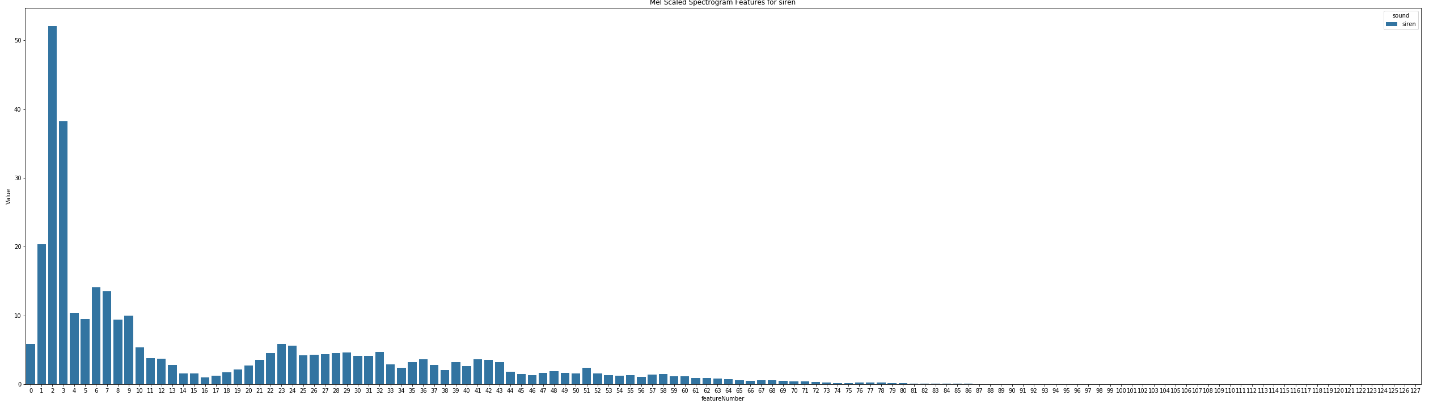 Mel Scaled Spectrogram Features for siren
sound
siren
50
40
30
20
10
0
Value
0 1 2 3 4 5 6 7 8 9 10 11 12 13 14 15 16 17 18 19 20 21 22 23 24 25 26 27 28 29 30 31 32 33 34 35 36 37 38 39 40 41 42 43 44 45 46 47 48 49 50 51 52 53 54 55 56 57 58 59 60 61 62 63 64 65 66 67 68 69 70 71 72 73 74 75 76 77 78 79 80 81 82 83 84 85 86 87 88 89 90 91 92 93 94 95 96 97 98 99 100 101 102 103 104 105 106 107 108 109 110 111 112 113 114 115 116 117 118 119 120 121 122 123 124 125 126 127
featureNumber